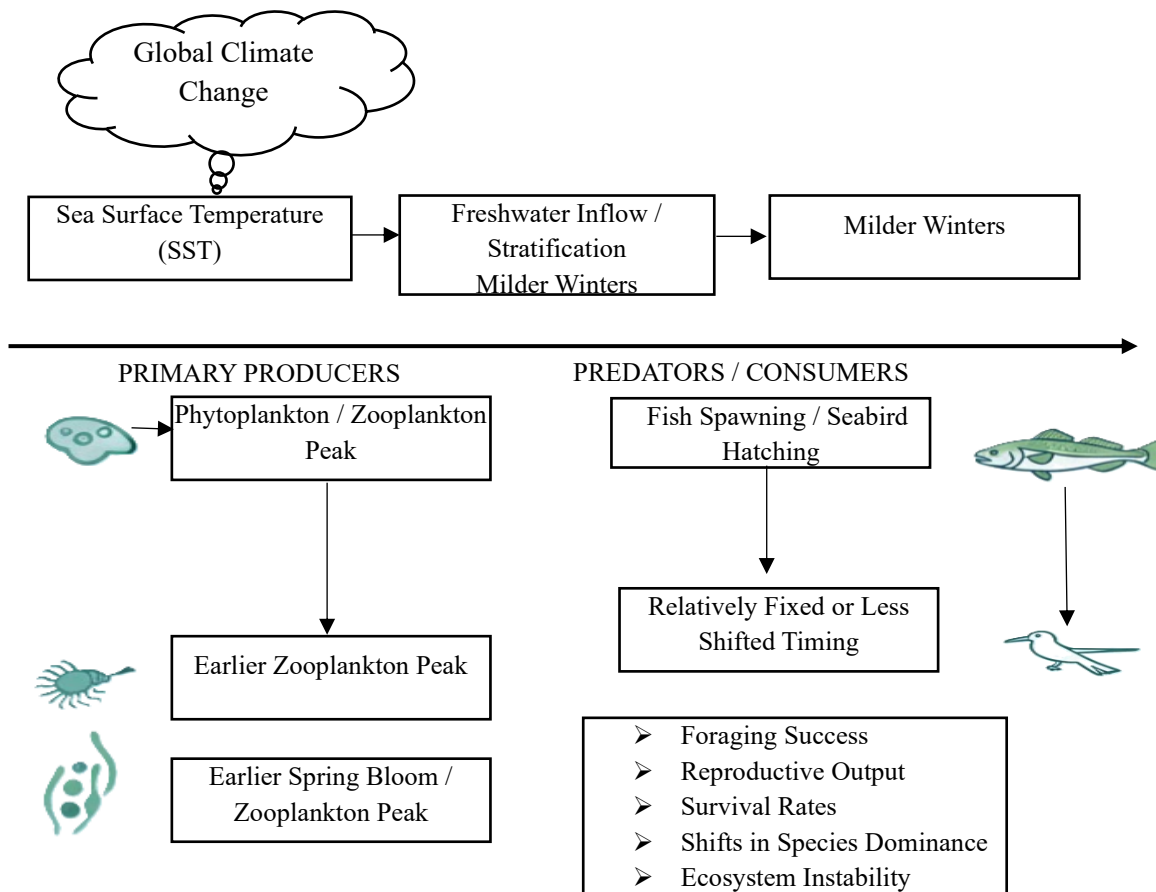 Global Climate
Change
Sea Surface Temperature
(SST)
Freshwater Inflow /
Stratification
Milder Winters
Milder Winters
PRIMARY PRODUCERS
PREDATORS / CONSUMERS
Phytoplankton / Zooplankton
Peak
Fish Spawning / Seabird
Hatching
Relatively Fixed or Less
Shifted Timing
Earlier Zooplankton Peak
Earlier Spring Bloom /
Zooplankton Peak
➢ Foraging Success
➢ Reproductive Output
➢ Survival Rates
➢ Shifts in Species Dominance
➢ Ecosystem Instability